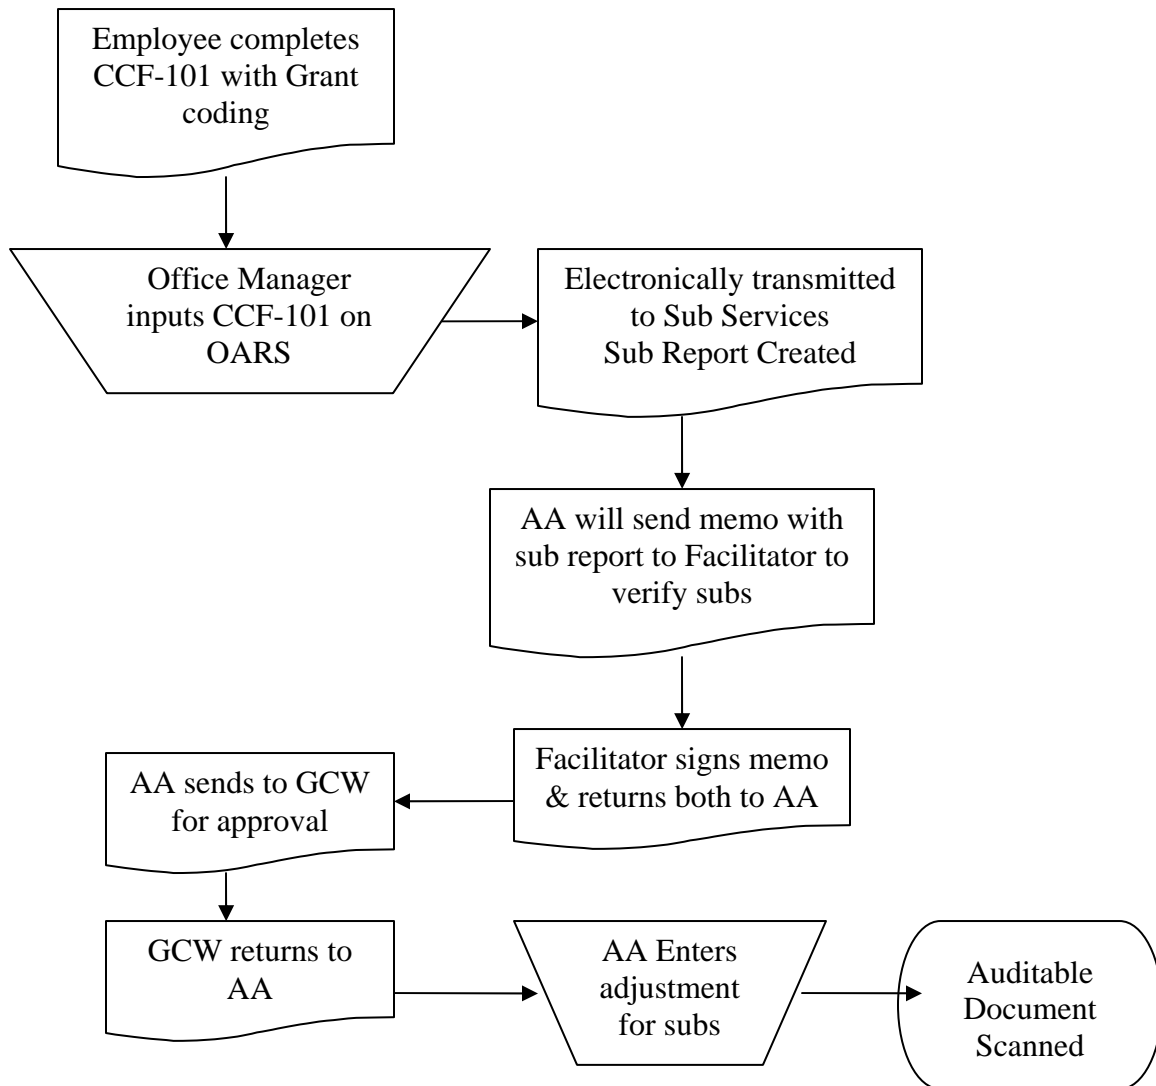 Employee completes
CCF-101 with Grant
coding
Office Manager
inputs CCF-101 on
OARS
Electronically transmitted
to Sub Services
Sub Report Created
AA will send memo with
sub report to Facilitator to
verify subs
Facilitator signs memo
& returns both to AA
AA sends to GCW
for approval
GCW returns to
AA
AA Enters
adjustment
for subs
Auditable
Document
Scanned